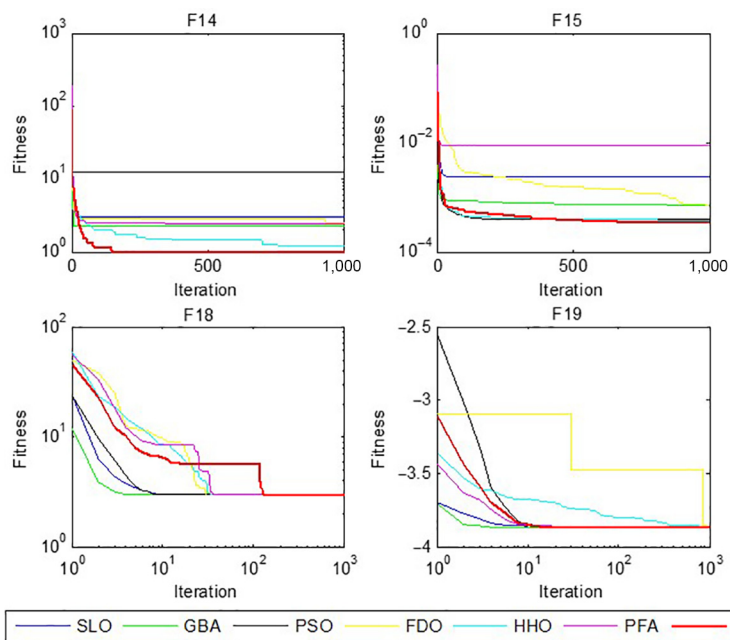 F14
10^3
10^2
10^1
10^0
Fitness
0
500
1,000
Iteration
F15
10^0
10^-2
10^-4
Fitness
0
500
1,000
Iteration
F18
10^2
10^1
10^0
Fitness
10^0
10^1
10^2
10^3
Iteration
F19
−2.5
−3
−3.5
−4
Fitness
10^0
10^1
10^2
10^3
Iteration
SLO GBA PSO FDO HHO PFA